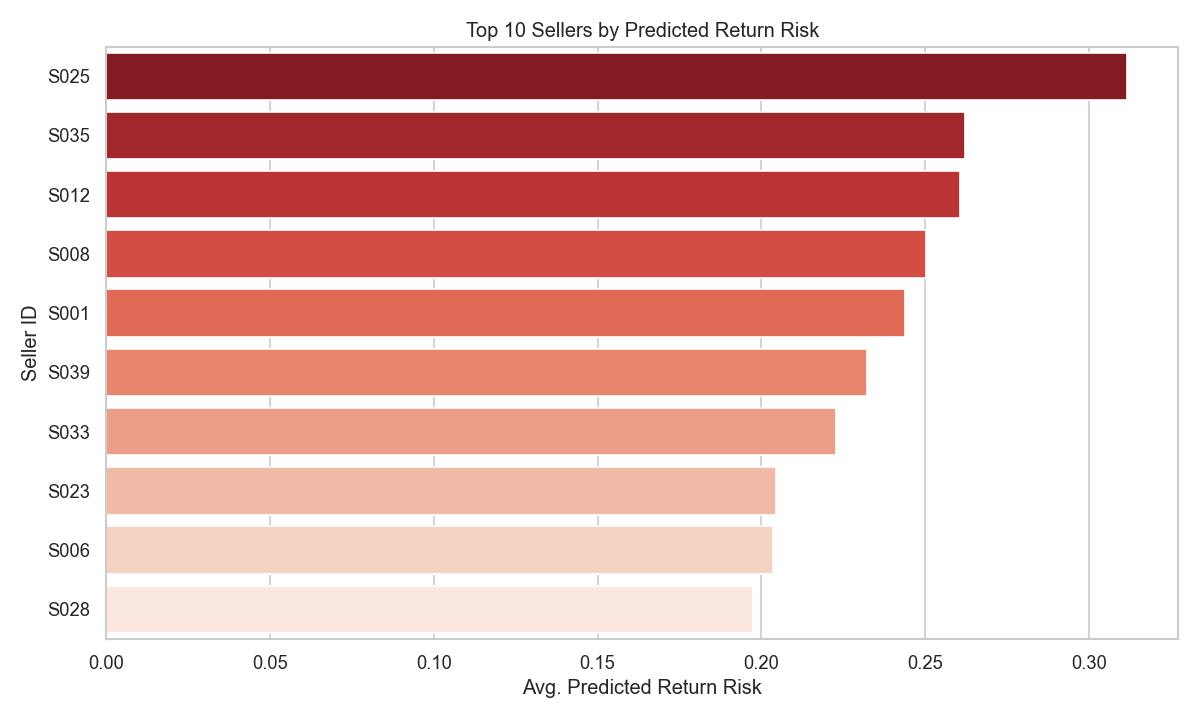 Top 10 Sellers by Predicted Return Risk
Seller ID
S025
S035
S012
S008
S001
S039
S033
S023
S006
S028
0.00 0.05 0.10 0.15 0.20 0.25 0.30
Avg. Predicted Return Risk